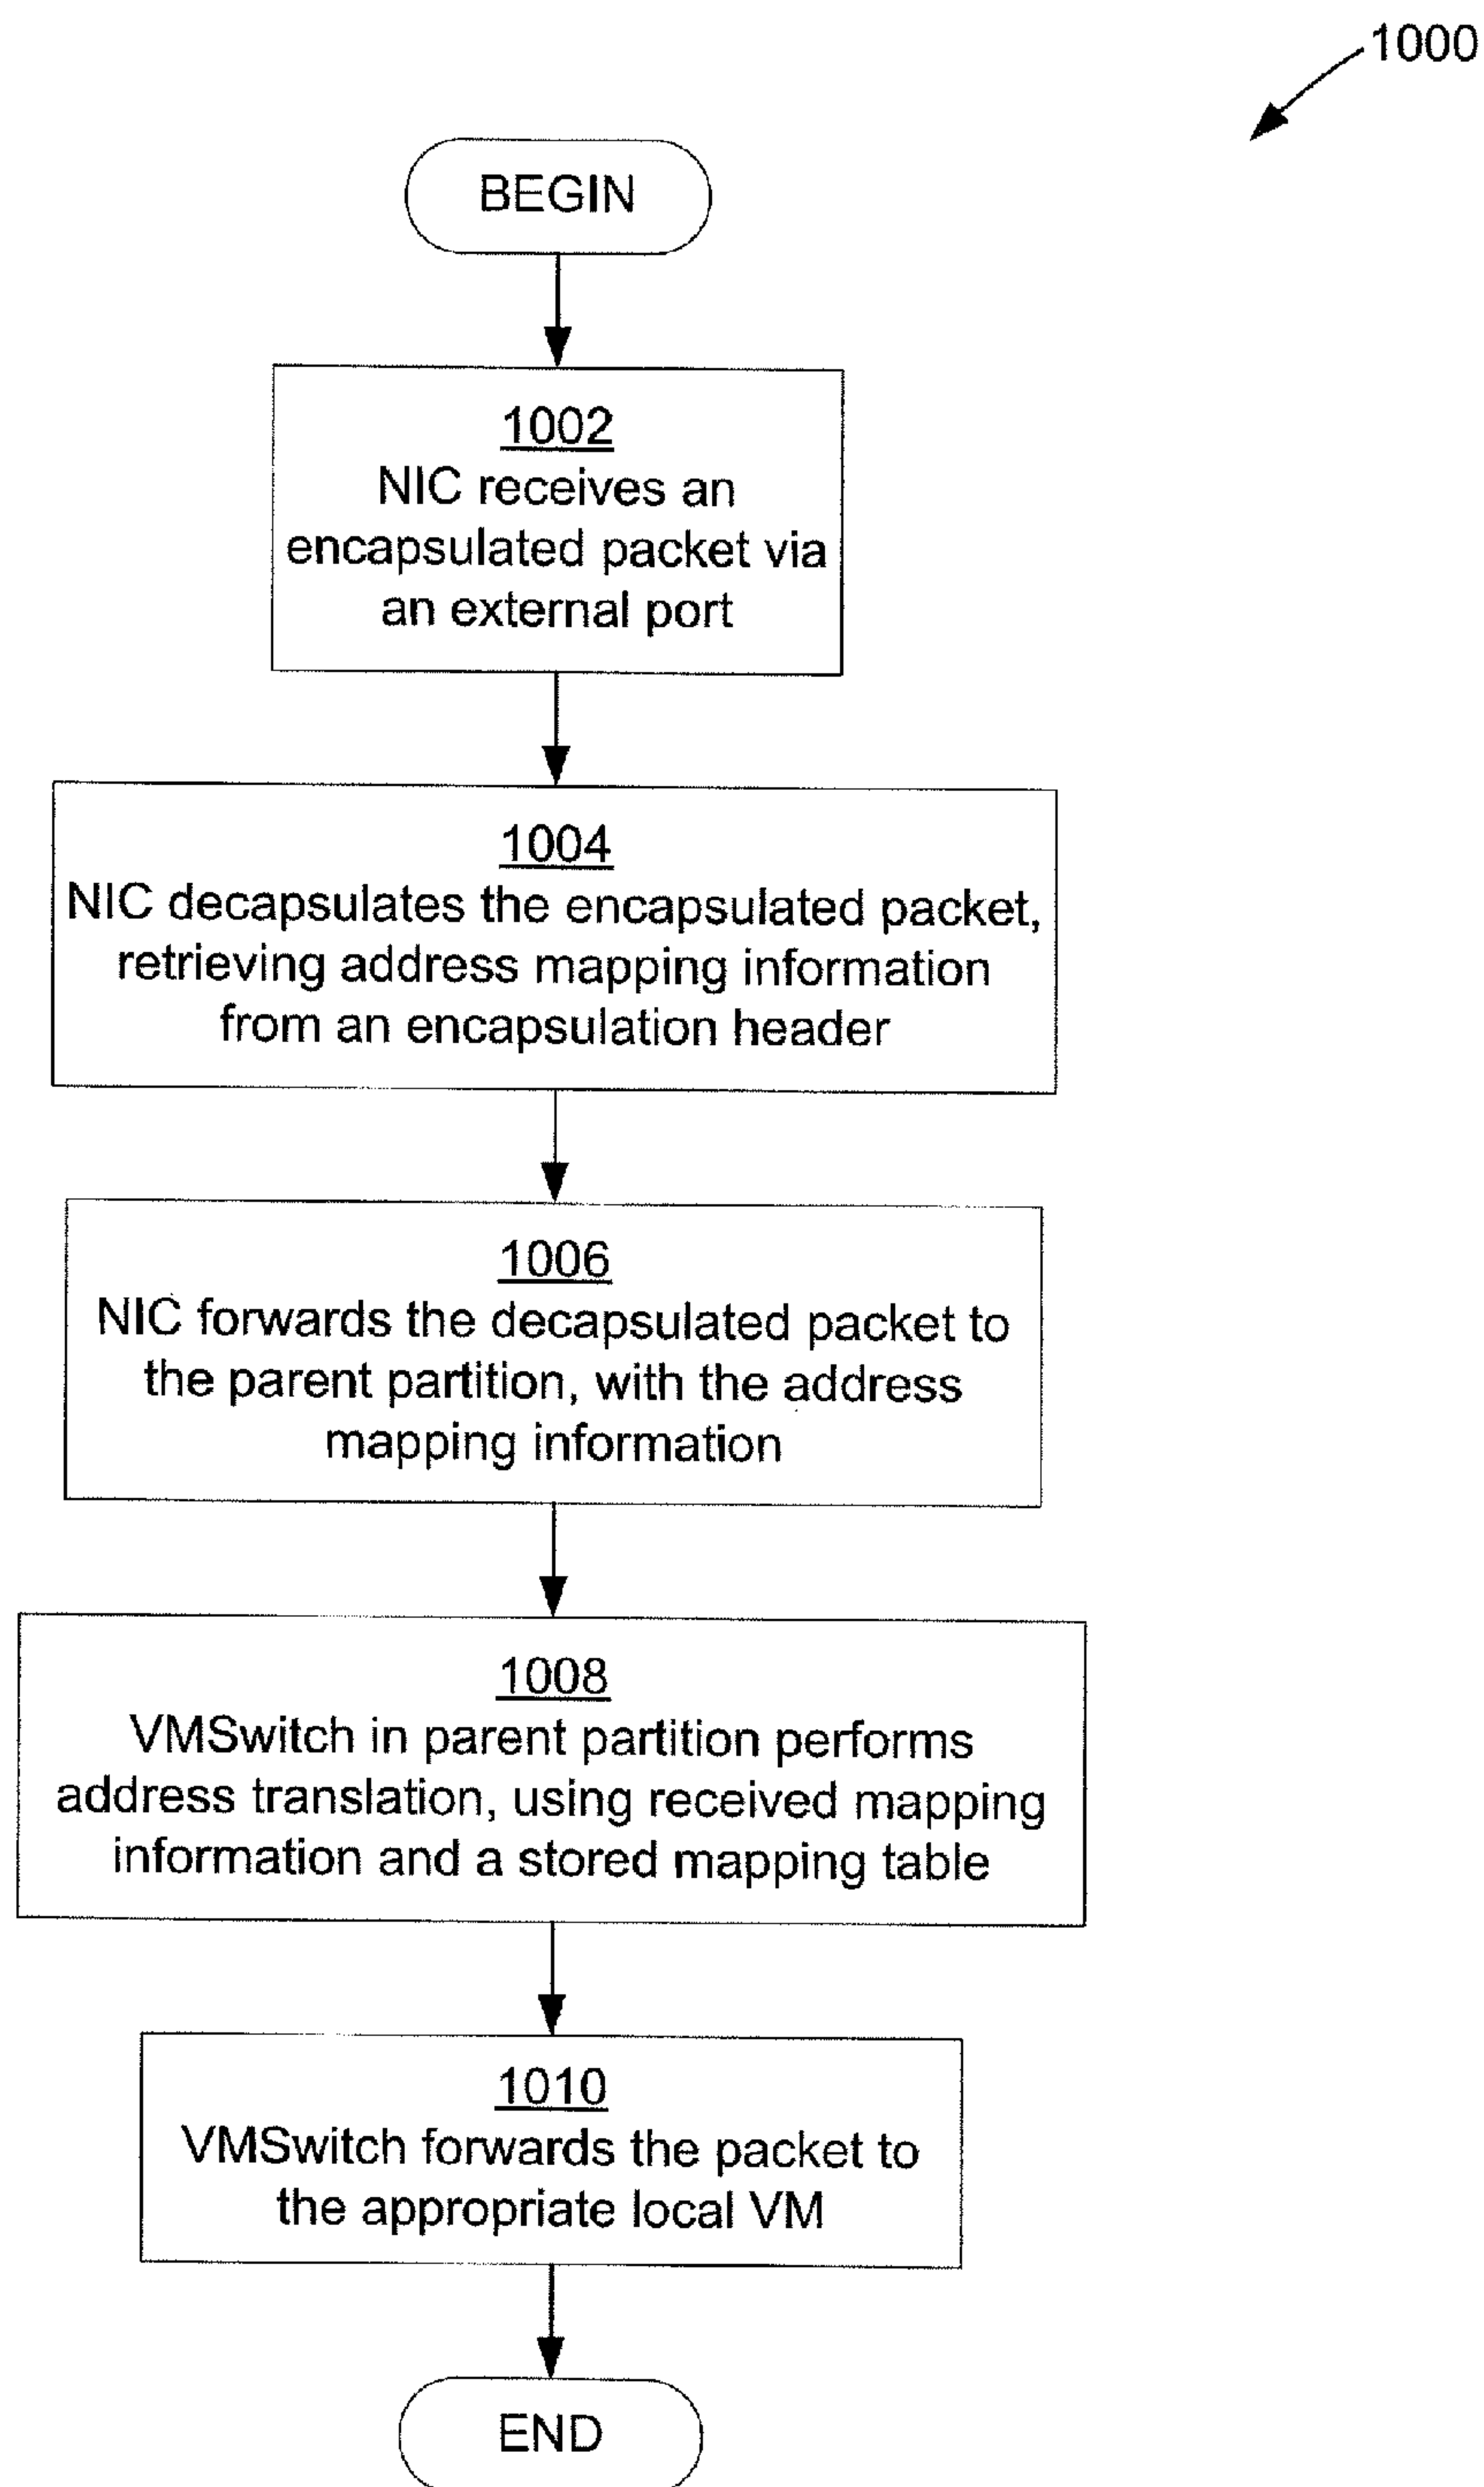 1000
BEGIN
1002
NIC receives an
encapsulated packet via
an external port
1004
NIC decapsulates the encapsulated packet,
retrieving address mapping information
from an encapsulation header
1006
NIC forwards the decapsulated packet to
the parent partition, with the address
mapping information
1008
VMSwitch in parent partition performs
address translation, using received mapping
information and a stored mapping table
1010
VMSwitch forwards the packet to
the appropriate local VM
END